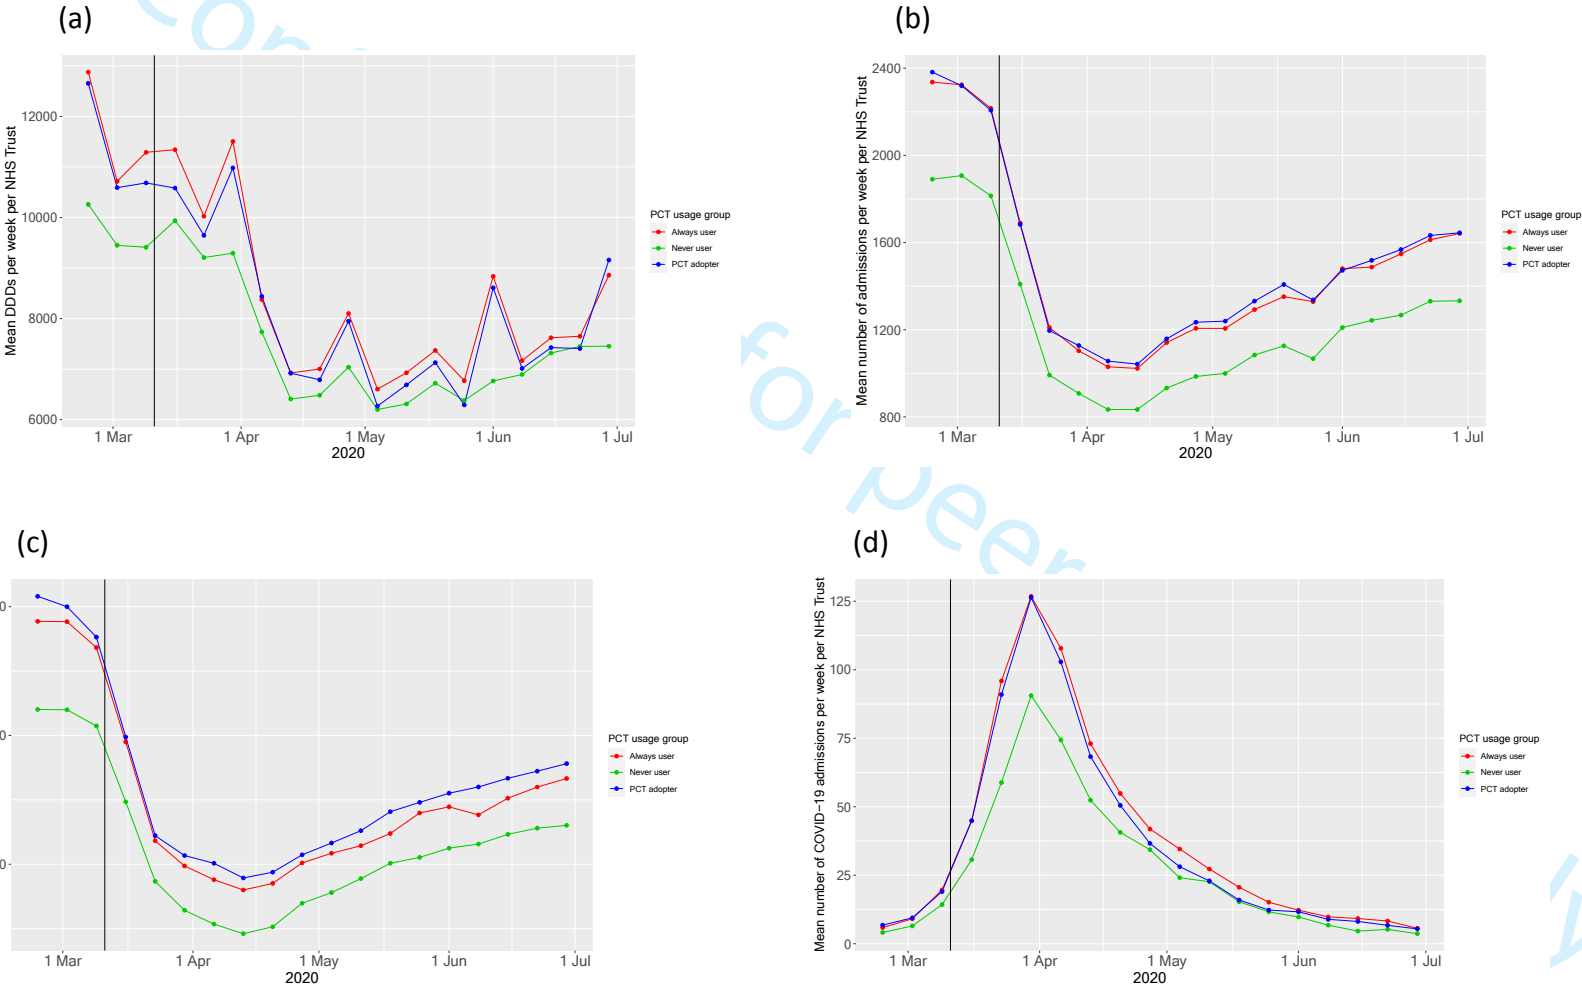 (a)
Mean DDDs per week per NHS Trust
12000
10000
8000
6000
1 Mar 1 Apr 1 May 1 Jun 1 Jul
2020
PCT usage group
Always user
Never user
PCT adopter
(b)
Mean number of admissions per week per NHS Trust
2400
2000
1600
1200
800
1 Mar 1 Apr 1 May 1 Jun 1 Jul
2020
PCT usage group
Always user
Never user
PCT adopter
for peer
(c)
0
0
0
1 Mar 1 Apr 1 May 1 Jun 1 Jul
2020
PCT usage group
Always user
Never user
PCT adopter
(d)
Mean number of COVID−19 admissions per week per NHS Trust
125
100
75
50
25
0
1 Mar 1 Apr 1 May 1 Jun 1 Jul
2020
PCT usage group
Always user
Never user
PCT adopter